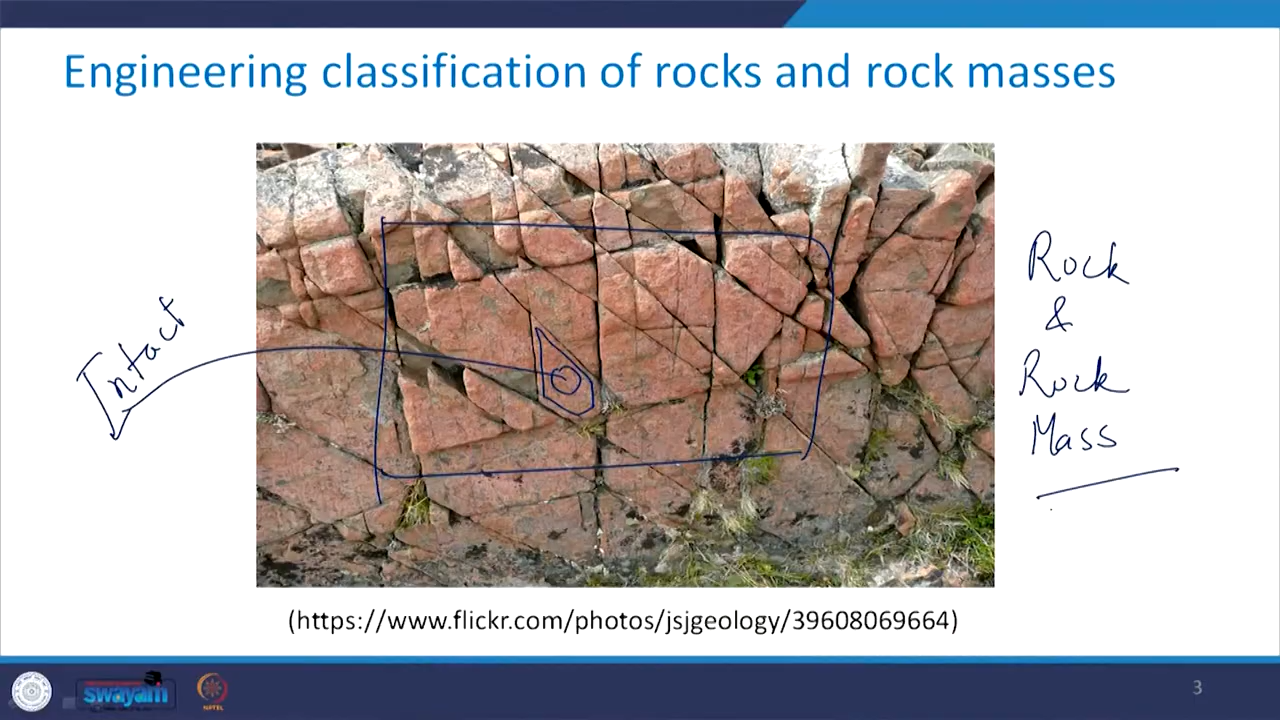 Engineering classification of rocks and rock masses
Intact
Rock
&
Rock
Mass
(https://www.flickr.com/photos/jsjgeology/39608069664)
swayam
NPTEL
3